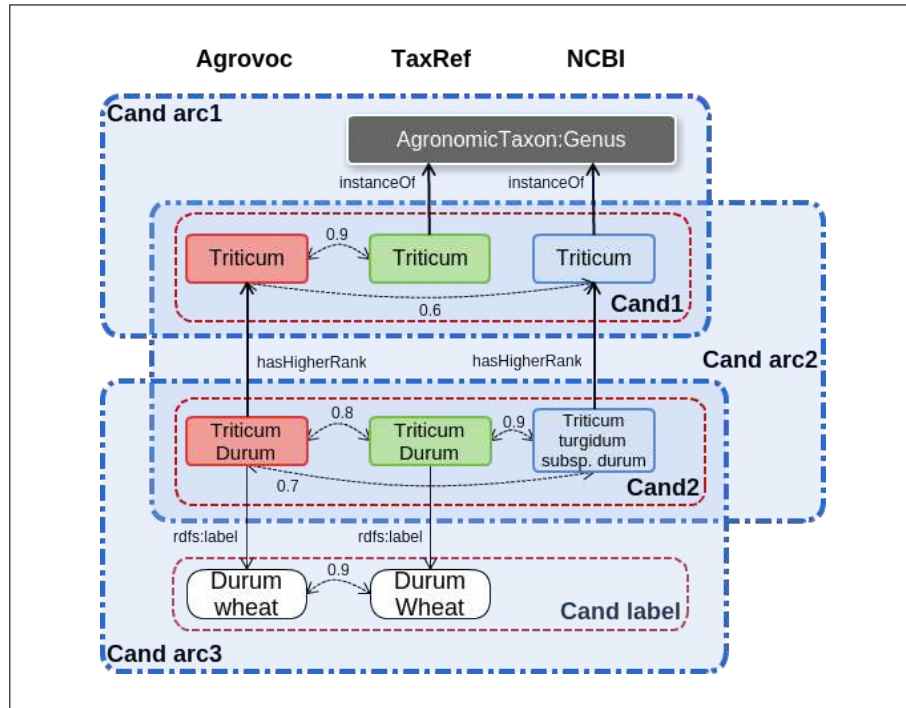 Agrovoc TaxRef NCBI
Cand arc1
AgronomicTaxon:Genus
instanceOf instanceOf
0.9
Triticum Triticum Triticum
0.6 Cand1
hasHigherRank hasHigherRank Cand arc2
Triticum
Durum
0.8
Triticum
Durum
0.9
Triticum
turgidum
subsp. durum
0.7 Cand2
rdfs:label rdfs:label
Durum
wheat
0.9
Durum
Wheat
Cand label
Cand arc3